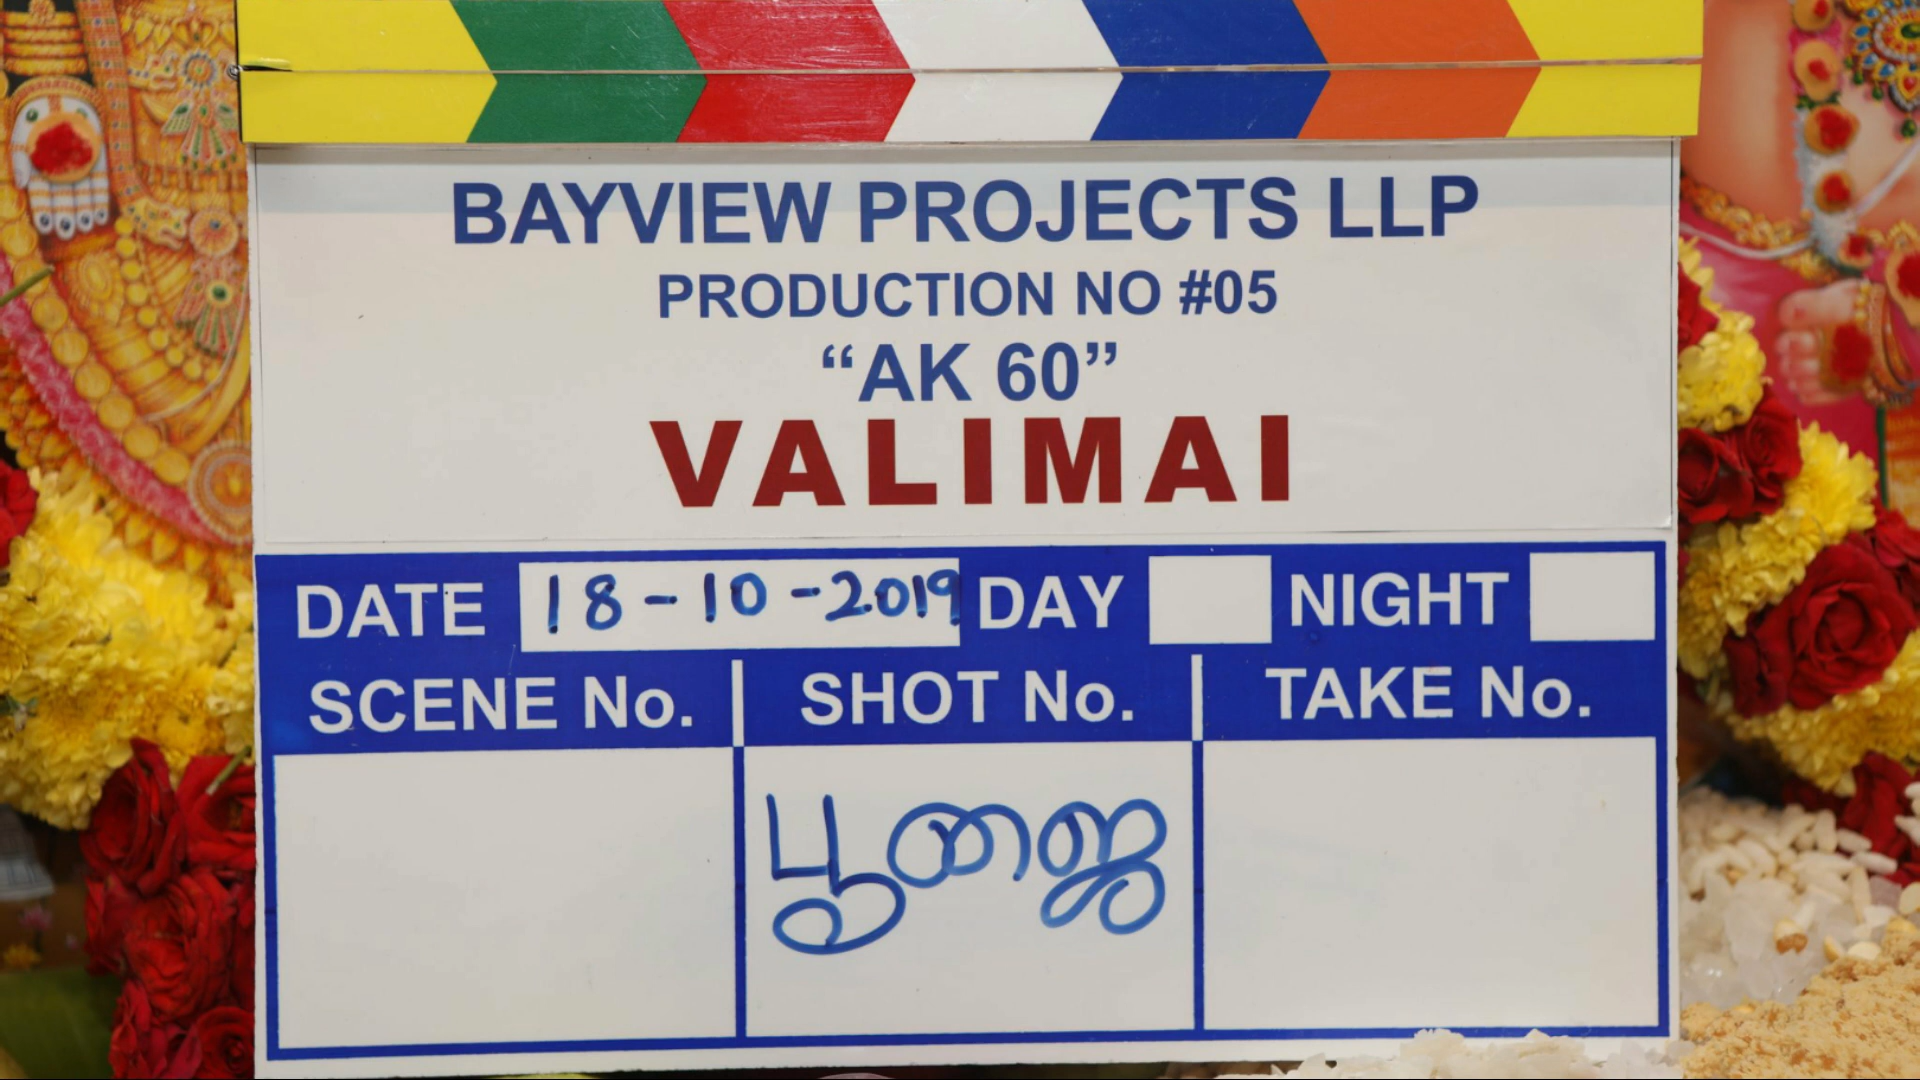 BAYVIEW PROJECTS LLP
PRODUCTION NO #05
“AK 60”
VALIMAI
DATE 18-10-2019 DAY NIGHT
SCENE No. SHOT No. TAKE No.
பூஜை